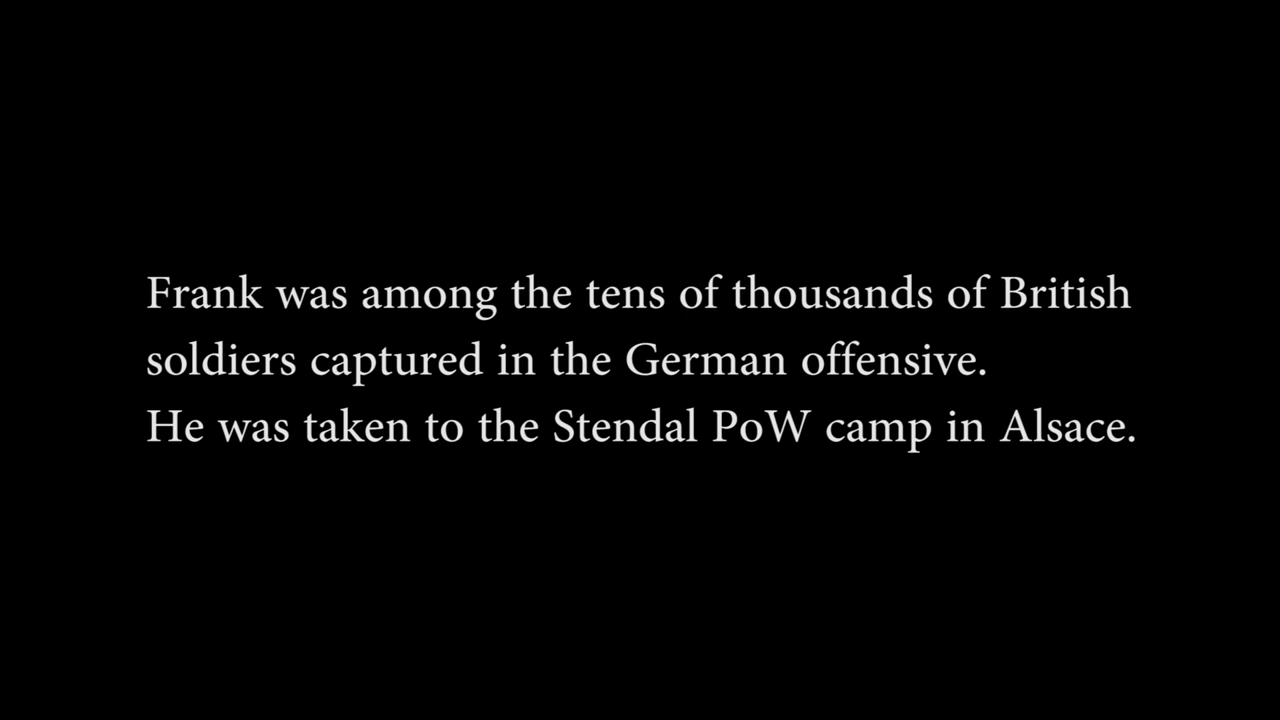 Frank was among the tens of thousands of British
soldiers captured in the German offensive.
He was taken to the Stendal PoW camp in Alsace.